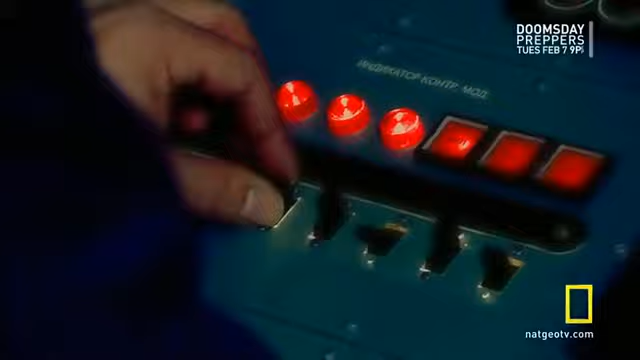 DOOMSDAY
PREPPERS
TUES FEB 7 9P
ИНДИКАТОР КОНТР. МОД.
natgeotv.com